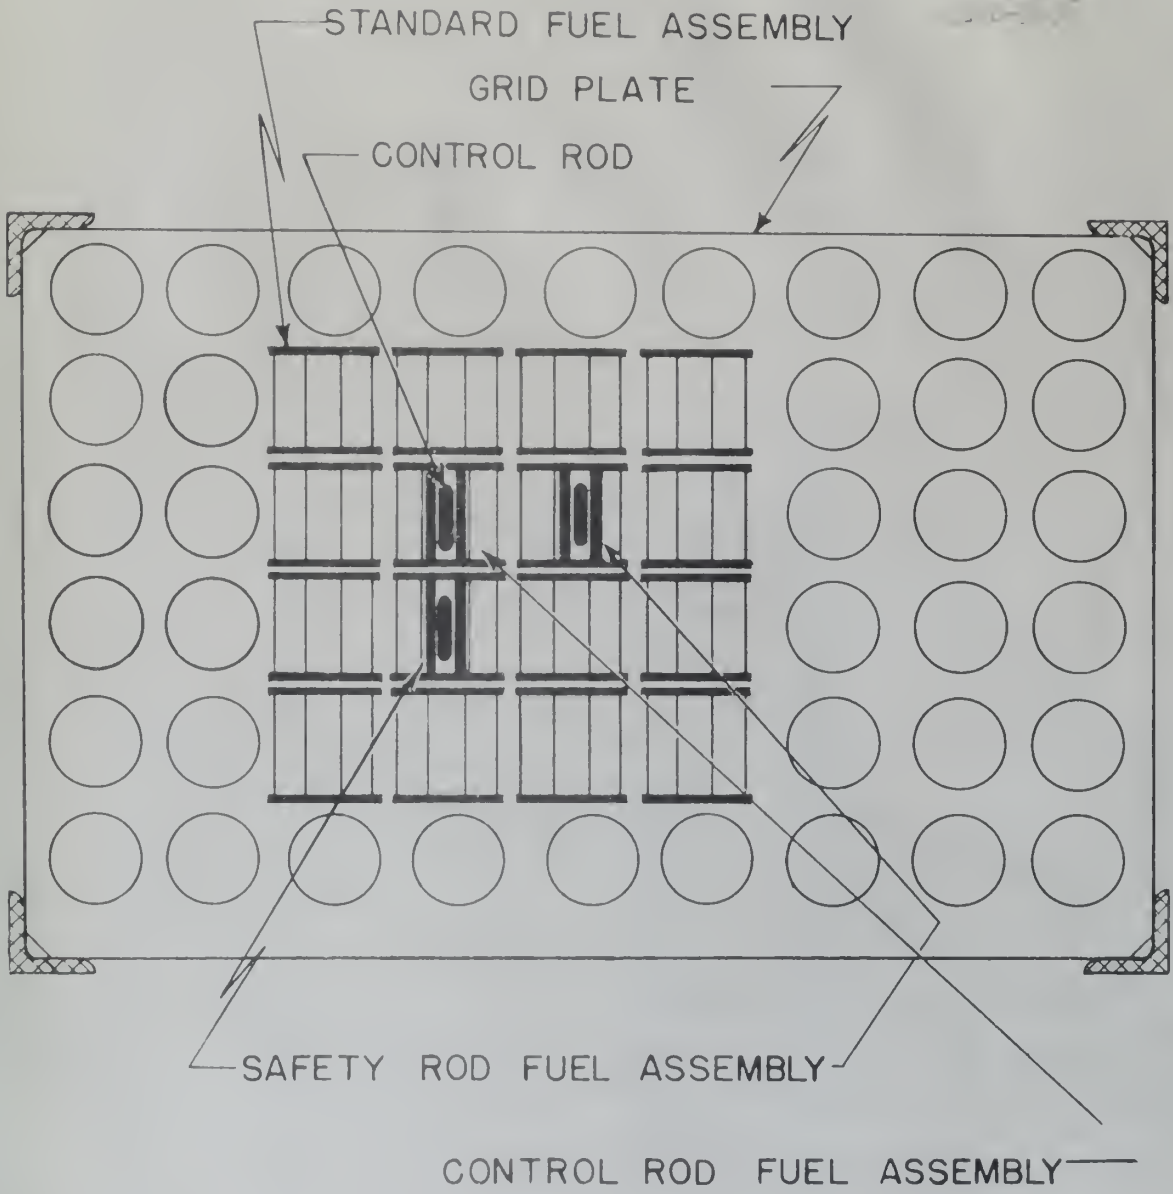 STANDARD FUEL ASSEMBLY
GRID PLATE
CONTROL ROD
SAFETY ROD FUEL ASSEMBLY
CONTROL ROD FUEL ASSEMBLY